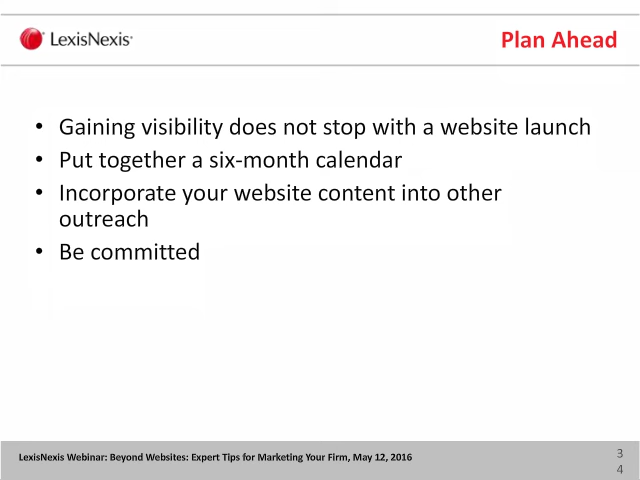 LexisNexis®
Plan Ahead
• Gaining visibility does not stop with a website launch
• Put together a six-month calendar
• Incorporate your website content into other
outreach
• Be committed
LexisNexis Webinar: Beyond Websites: Expert Tips for Marketing Your Firm, May 12, 2016
3
4